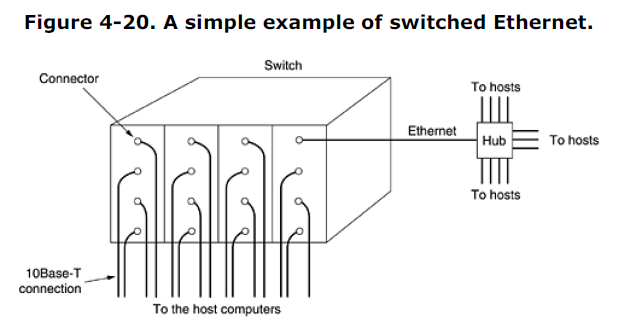 Figure 4-20. A simple example of switched Ethernet.
Switch
Connector
To hosts
Ethernet
Hub
To hosts
To hosts
10Base-T
connection
To the host computers